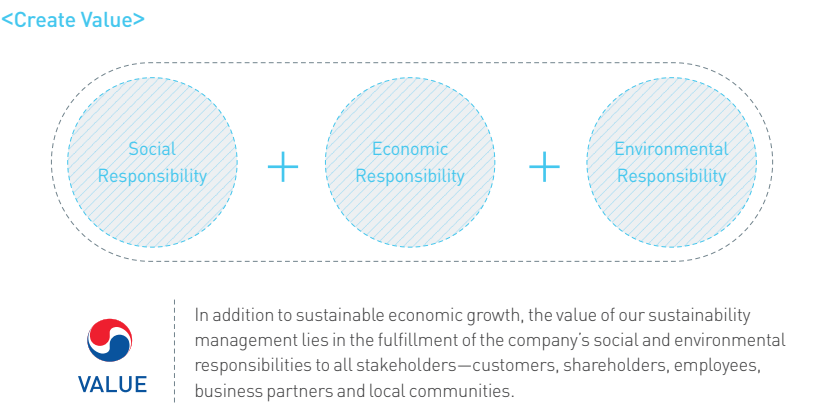 <Create Value>
Social
Responsibility
+
Economic
Responsibility
+
Environmental
Responsibility
VALUE
In addition to sustainable economic growth, the value of our sustainability
management lies in the fulfillment of the company's social and environmental
responsibilities to all stakeholders—customers, shareholders, employees,
business partners and local communities.